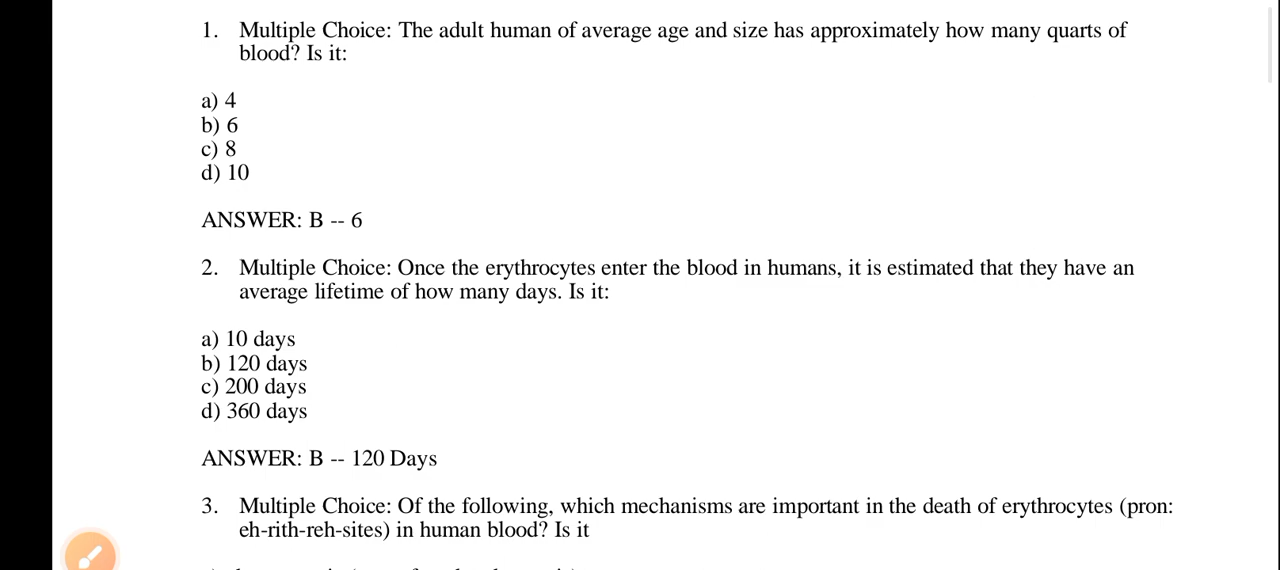 1. Multiple Choice: The adult human of average age and size has approximately how many quarts of
blood? Is it:
a) 4
b) 6
c) 8
d) 10
ANSWER: B -- 6
2. Multiple Choice: Once the erythrocytes enter the blood in humans, it is estimated that they have an
average lifetime of how many days. Is it:
a) 10 days
b) 120 days
c) 200 days
d) 360 days
ANSWER: B -- 120 Days
3. Multiple Choice: Of the following, which mechanisms are important in the death of erythrocytes (pron:
eh-rith-reh-sites) in human blood? Is it